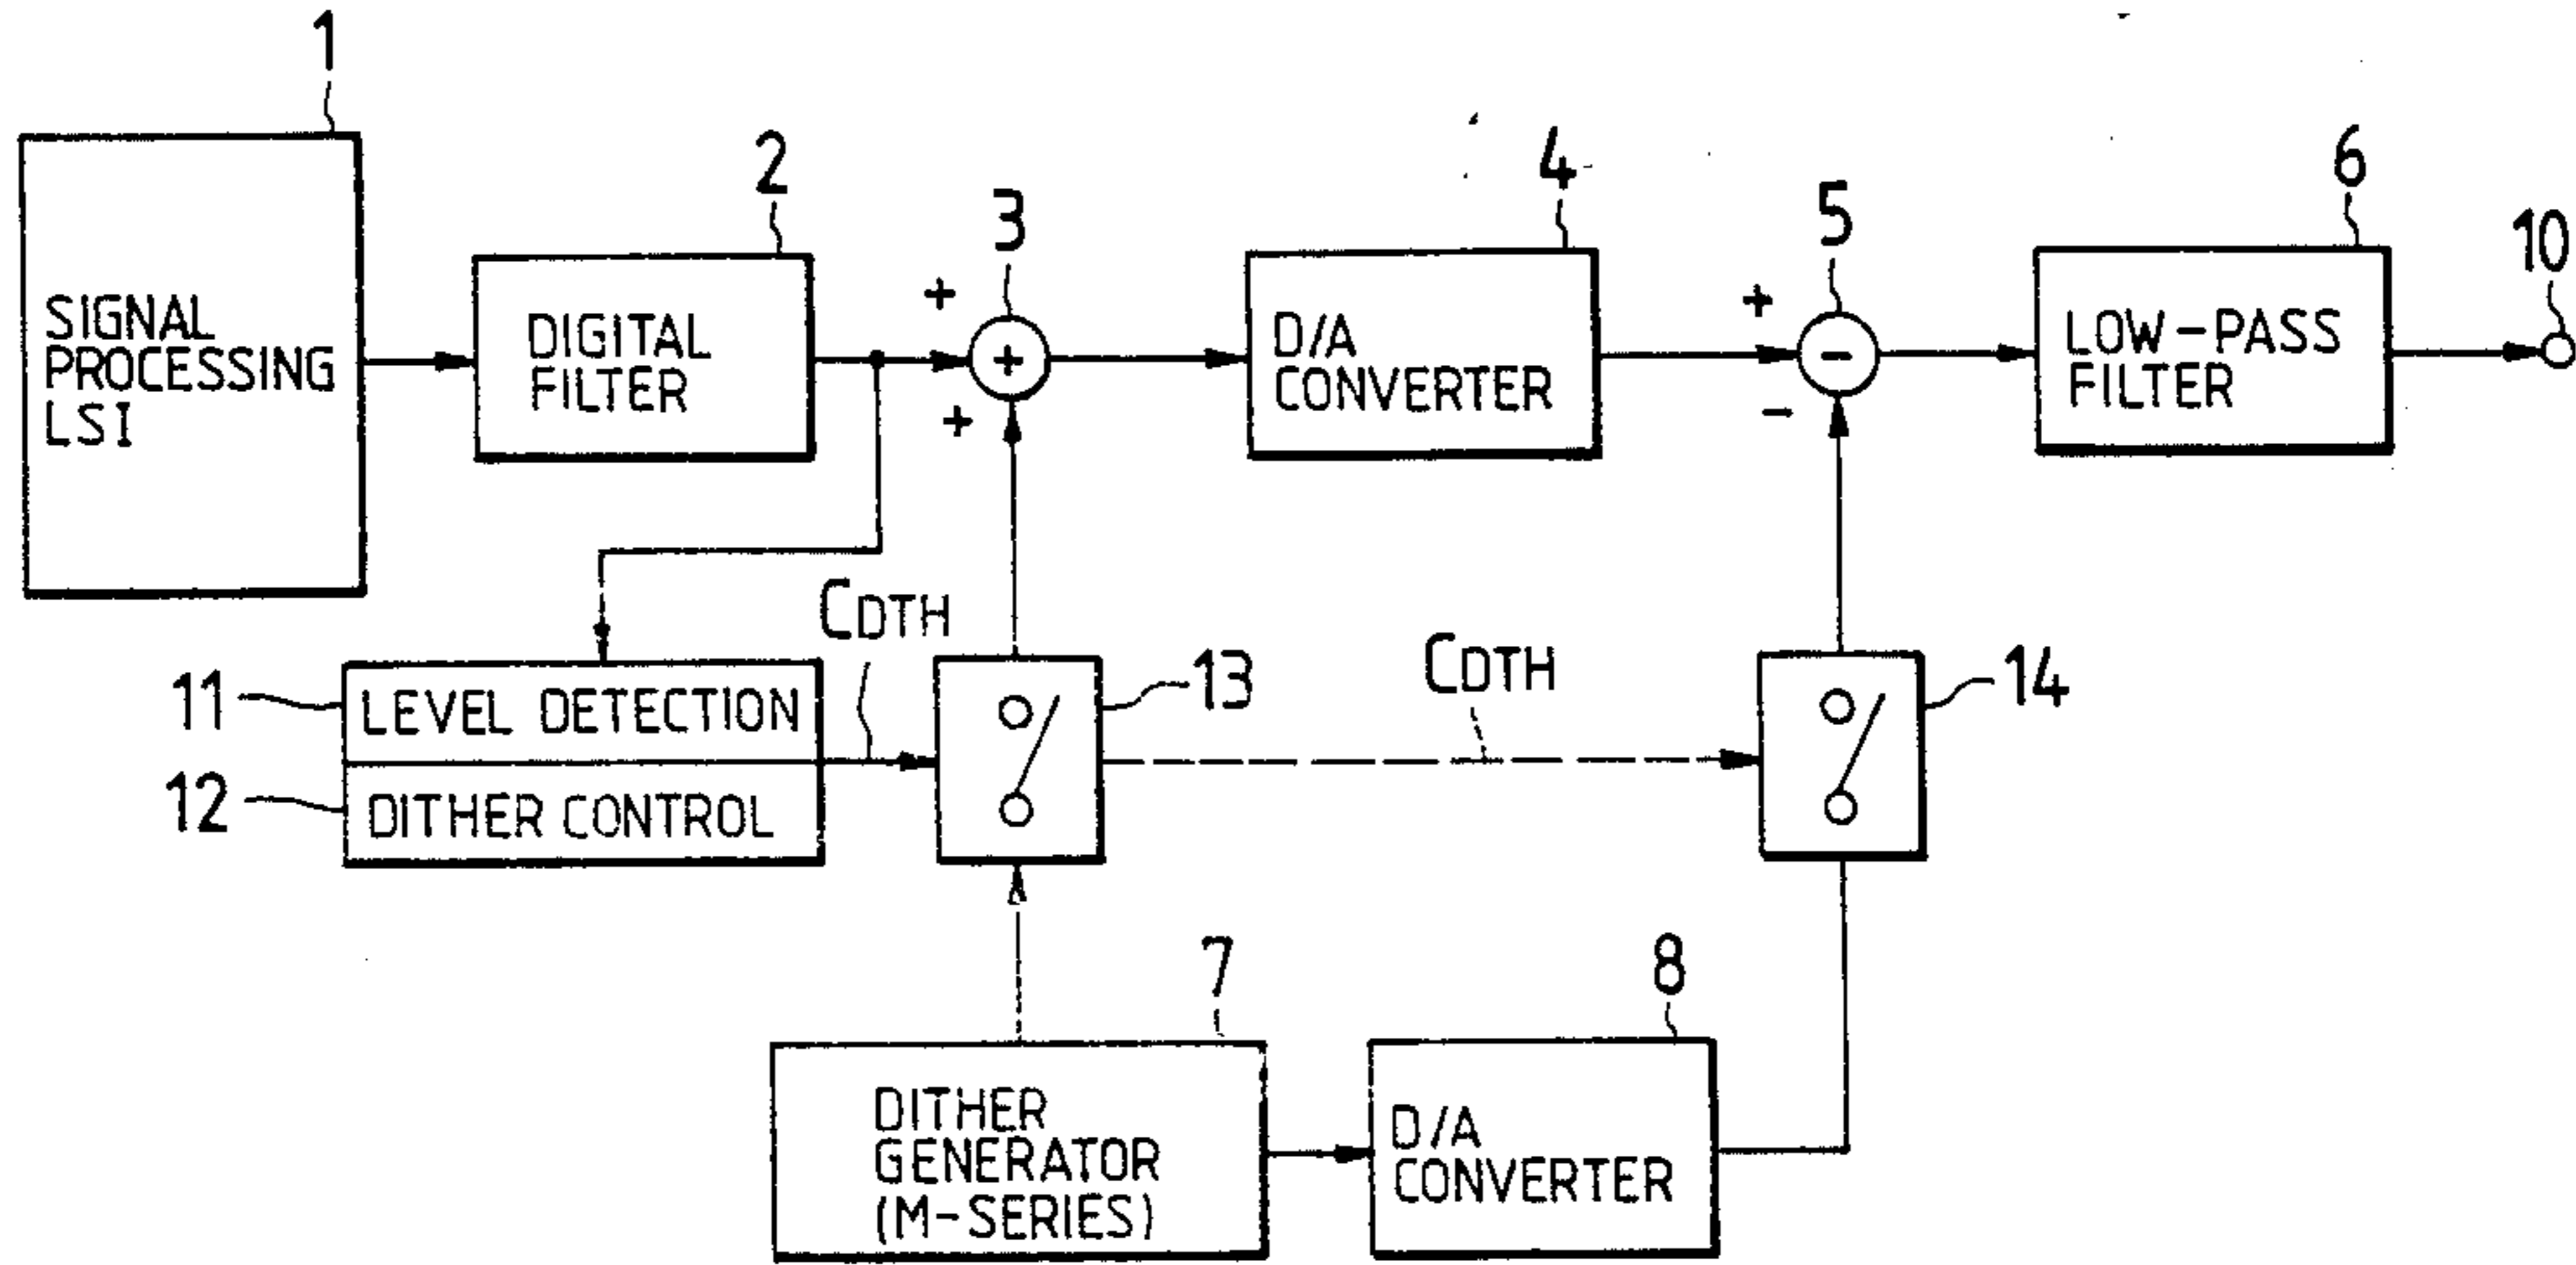 1
2
3
4
5
6
10
SIGNAL
PROCESSING
LSI
DIGITAL
FILTER
+
+
+
D/A
CONVERTER
+
-
-
LOW-PASS
FILTER
11
LEVEL DETECTION
12
DITHER CONTROL
CDTH
13
CDTH
14
7
DITHER
GENERATOR
(M-SERIES)
8
D/A
CONVERTER